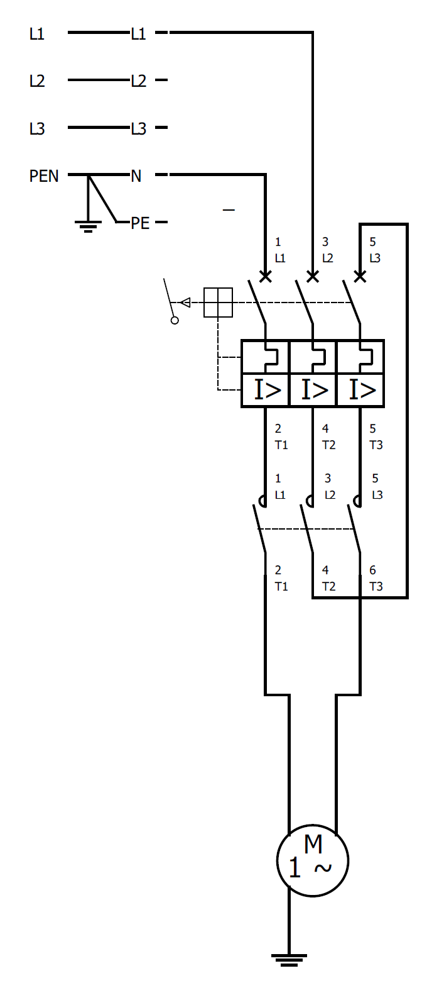 L1 L1
L2 L2
L3 L3
PEN N
PE
1 3 5
L1 L2 L3
I> I> I>
2 4 5
T1 T2 T3
1 3 5
L1 L2 L3
2 4 6
T1 T2 T3
M
1 ~